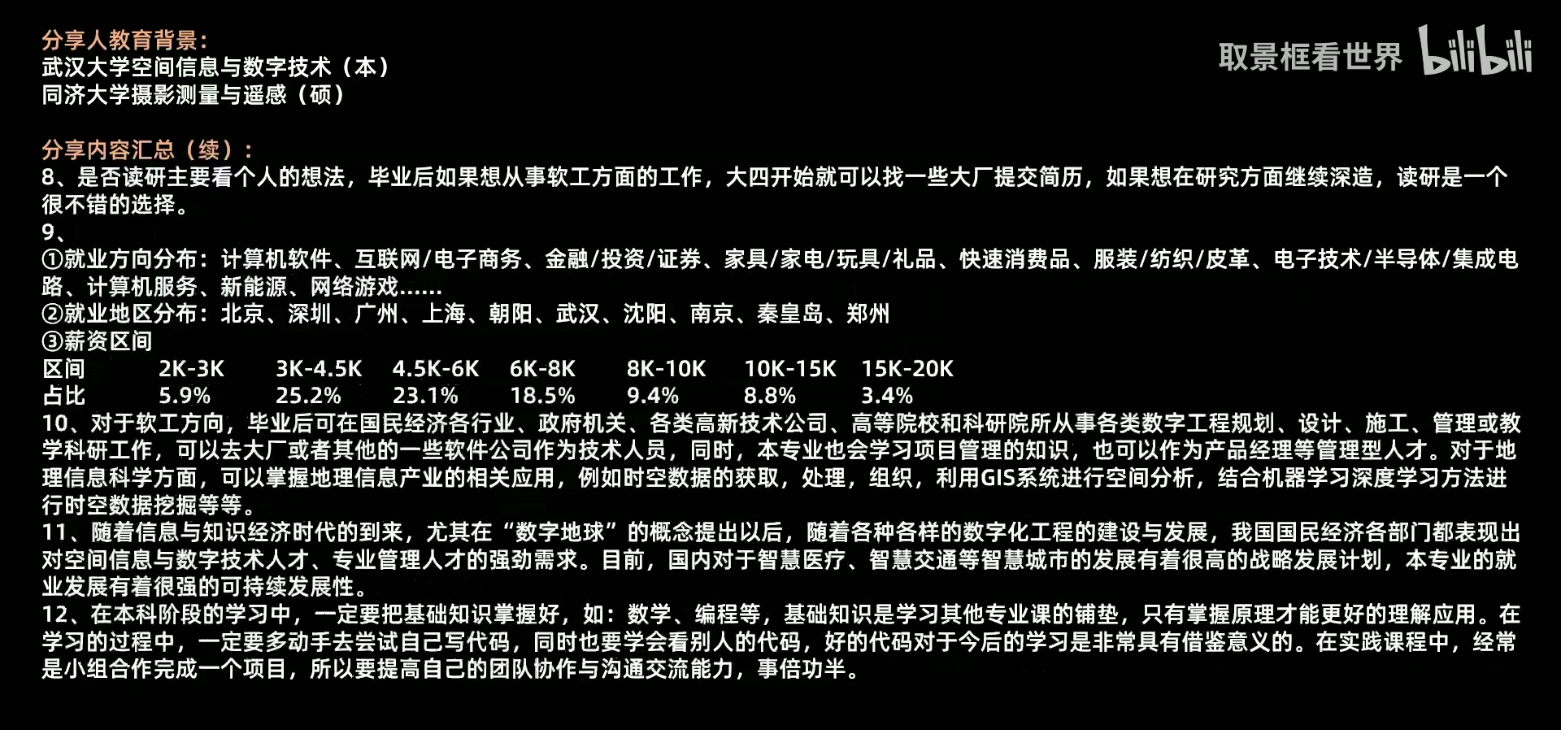 分享人教育背景：
武汉大学空间信息与数字技术（本）
同济大学摄影测量与遥感（硕）
取景框看世界 bilibili
分享内容汇总（续）：
8、是否读研主要看个人的想法，毕业后如果想从事软工方面的工作，大四开始就可以找一些大厂提交简历，如果想在研究方面继续深造，读研是一个
很不错的选择。
9、
①就业方向分布：计算机软件、互联网/电子商务、金融/投资/证券、家具/家电/玩具/礼品、快速消费品、服装/纺织/皮革、电子技术/半导体/集成电
路、计算机服务、新能源、网络游戏......
②就业地区分布：北京、深圳、广州、上海、朝阳、武汉、沈阳、南京、秦皇岛、郑州
③薪资区间
区间 2K-3K 3K-4.5K 4.5K-6K 6K-8K 8K-10K 10K-15K 15K-20K
占比 5.9% 25.2% 23.1% 18.5% 9.4% 8.8% 3.4%
10、对于软工方向，毕业后可在国民经济各行业、政府机关、各类高新技术公司、高等院校和科研院所从事各类数字工程规划、设计、施工、管理或教
学科研工作，可以去大厂或者其他的一些软件公司作为技术人员，同时，本专业也会学习项目管理的知识，也可以作为产品经理等管理型人才。对于地
理信息科学方面，可以掌握地理信息产业的相关应用，例如时空数据的获取，处理，组织，利用GIS系统进行空间分析，结合机器学习深度学习方法进
行时空数据挖掘等等。
11、随着信息与知识经济时代的到来，尤其在“数字地球”的概念提出以后，随着各种各样的数字化工程的建设与发展，我国国民经济各部门都表现出
对空间信息与数字技术人才、专业管理人才的强劲需求。目前，国内对于智慧医疗、智慧交通等智慧城市的发展有着很高的战略发展计划，本专业的就
业发展有着很强的可持续发展性。
12、在本科阶段的学习中，一定要把基础知识掌握好，如：数学、编程等，基础知识是学习其他专业课的铺垫，只有掌握原理才能更好的理解应用。在
学习的过程中，一定要多动手去尝试自己写代码，同时也要学会看别人的代码，好的代码对于今后的学习是非常具有借鉴意义的。在实践课程中，经常
是小组合作完成一个项目，所以要提高自己的团队协作与沟通交流能力，事倍功半。